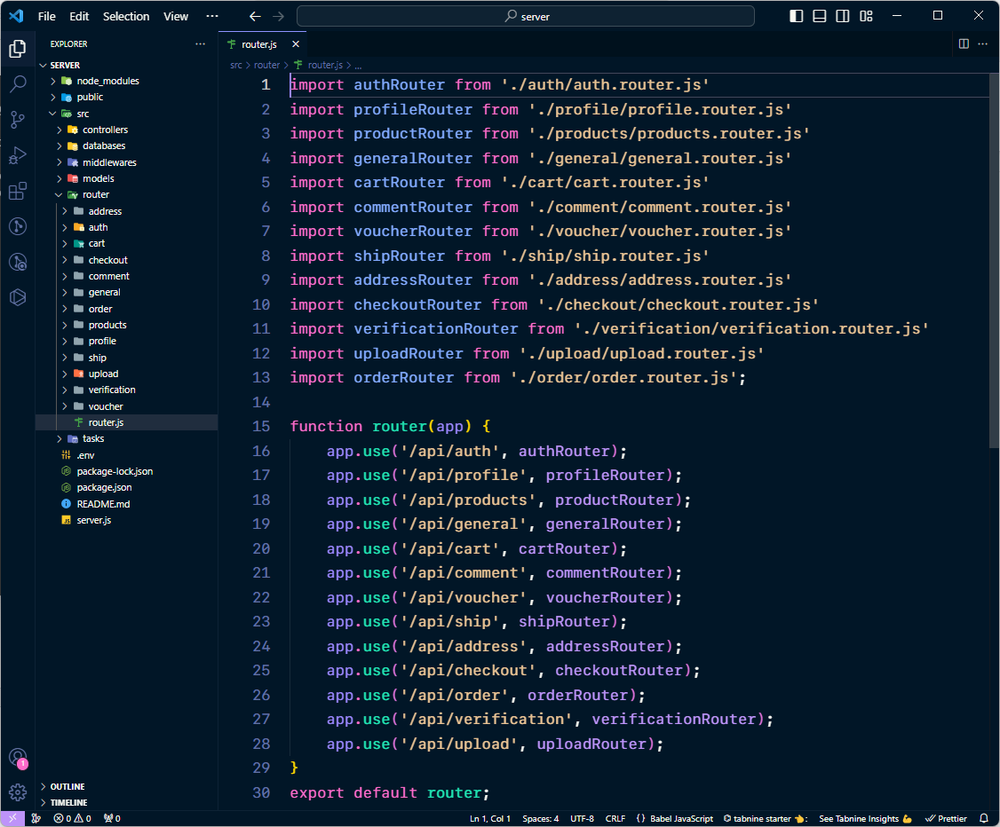 File Edit Selection View ··· server
EXPLORER ···
SERVER
node_modules
public
src
controllers
databases
middlewares
models
router
address
auth
cart
checkout
comment
general
order
products
profile
ship
upload
verification
voucher
router.js
tasks
.env
package-lock.json
package.json
README.md
server.js
OUTLINE
TIMELINE
router.js
src > router > router.js > ...
1 import authRouter from './auth/auth.router.js'
2 import profileRouter from './profile/profile.router.js'
3 import productRouter from './products/products.router.js'
4 import generalRouter from './general/general.router.js'
5 import cartRouter from './cart/cart.router.js'
6 import commentRouter from './comment/comment.router.js'
7 import voucherRouter from './voucher/voucher.router.js'
8 import shipRouter from './ship/ship.router.js'
9 import addressRouter from './address/address.router.js'
10 import checkoutRouter from './checkout/checkout.router.js'
11 import verificationRouter from './verification/verification.router.js'
12 import uploadRouter from './upload/upload.router.js'
13 import orderRouter from './order/order.router.js';
14
15 function router(app) {
16 app.use('/api/auth', authRouter);
17 app.use('/api/profile', profileRouter);
18 app.use('/api/products', productRouter);
19 app.use('/api/general', generalRouter);
20 app.use('/api/cart', cartRouter);
21 app.use('/api/comment', commentRouter);
22 app.use('/api/voucher', voucherRouter);
23 app.use('/api/ship', shipRouter);
24 app.use('/api/address', addressRouter);
25 app.use('/api/checkout', checkoutRouter);
26 app.use('/api/order', orderRouter);
27 app.use('/api/verification', verificationRouter);
28 app.use('/api/upload', uploadRouter);
29 }
30 export default router;
1
0 0 0 Ln 1, Col 1 Spaces: 4 UTF-8 CRLF {} Babel JavaScript tabnine starter 👈: See Tabnine Insights 💪 Prettier